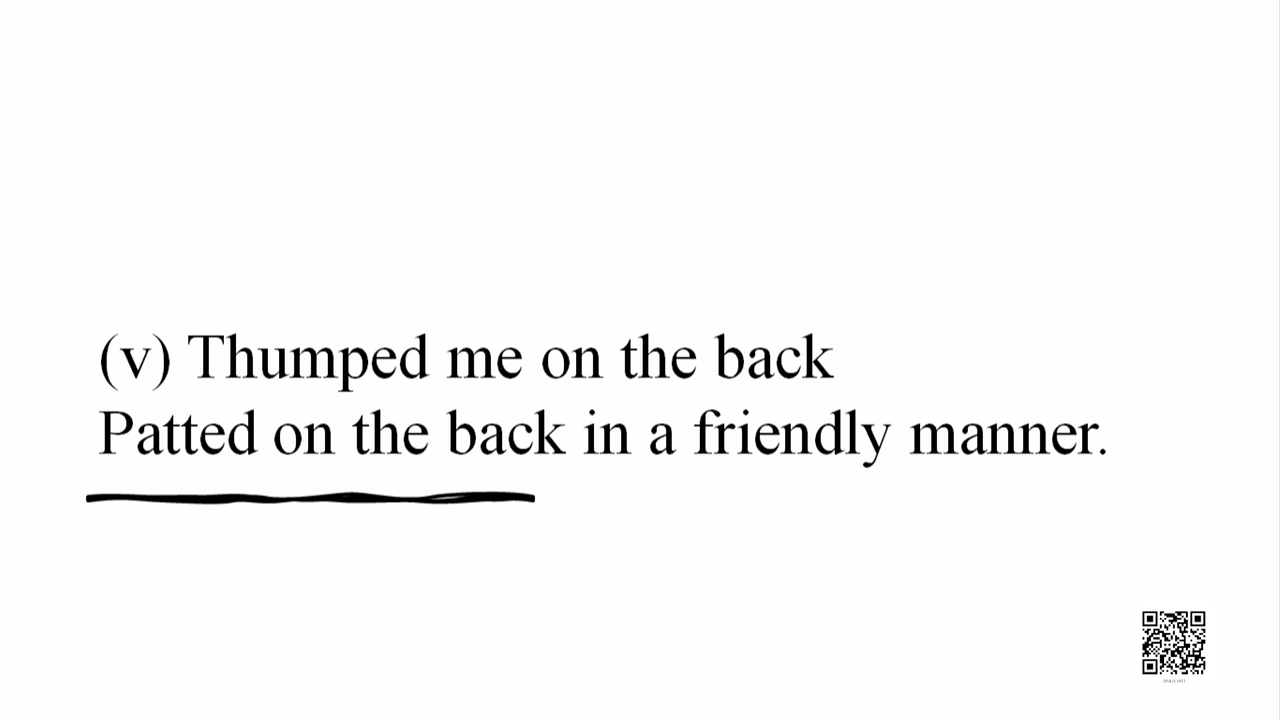 (v) Thumped me on the back
Patted on the back in a friendly manner.